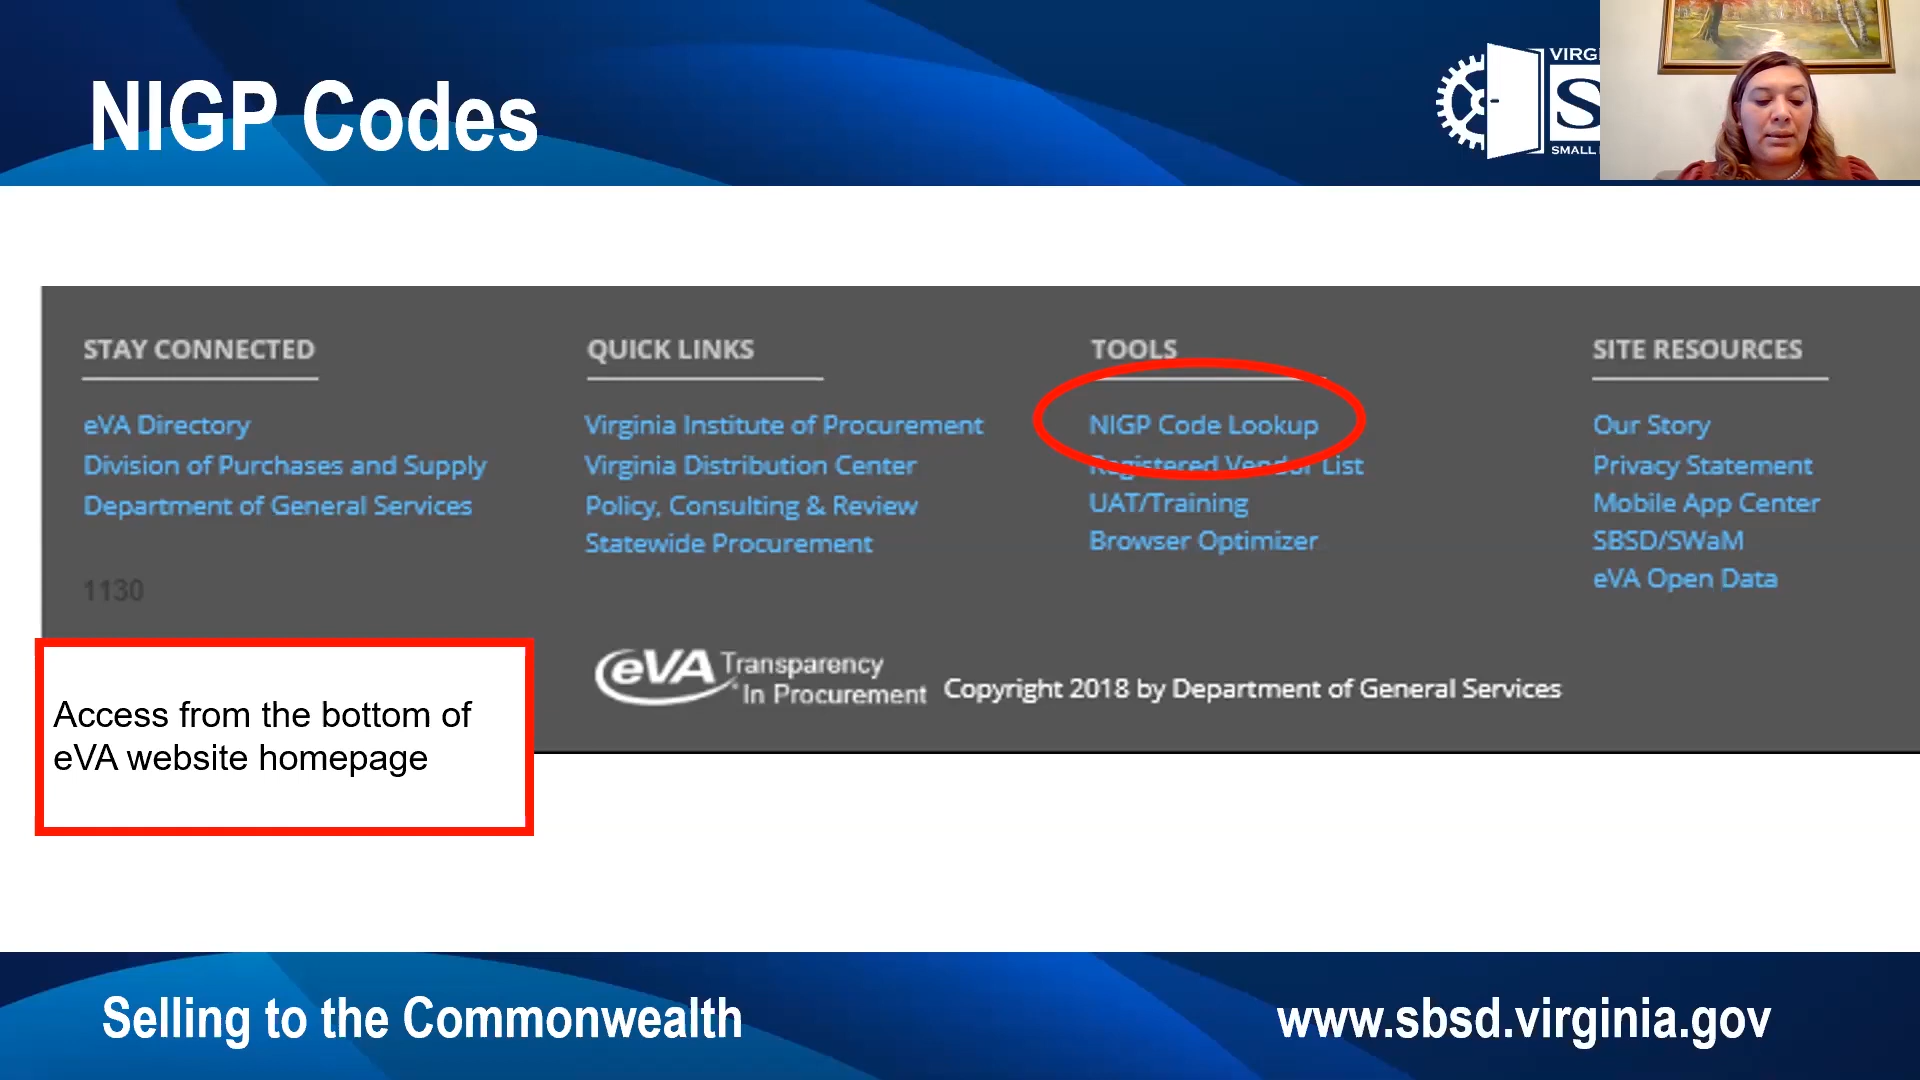 NIGP Codes
SMALL
STAY CONNECTED
eVA Directory
Division of Purchases and Supply
Department of General Services
1130
QUICK LINKS
Virginia Institute of Procurement
Virginia Distribution Center
Policy, Consulting & Review
Statewide Procurement
TOOLS
NIGP Code Lookup
Registered Vendor List
UAT/Training
Browser Optimizer
SITE RESOURCES
Our Story
Privacy Statement
Mobile App Center
SBSD/SWaM
eVA Open Data
eVA Transparency
In Procurement
Copyright 2018 by Department of General Services
Access from the bottom of
eVA website homepage
Selling to the Commonwealth
www.sbsd.virginia.gov